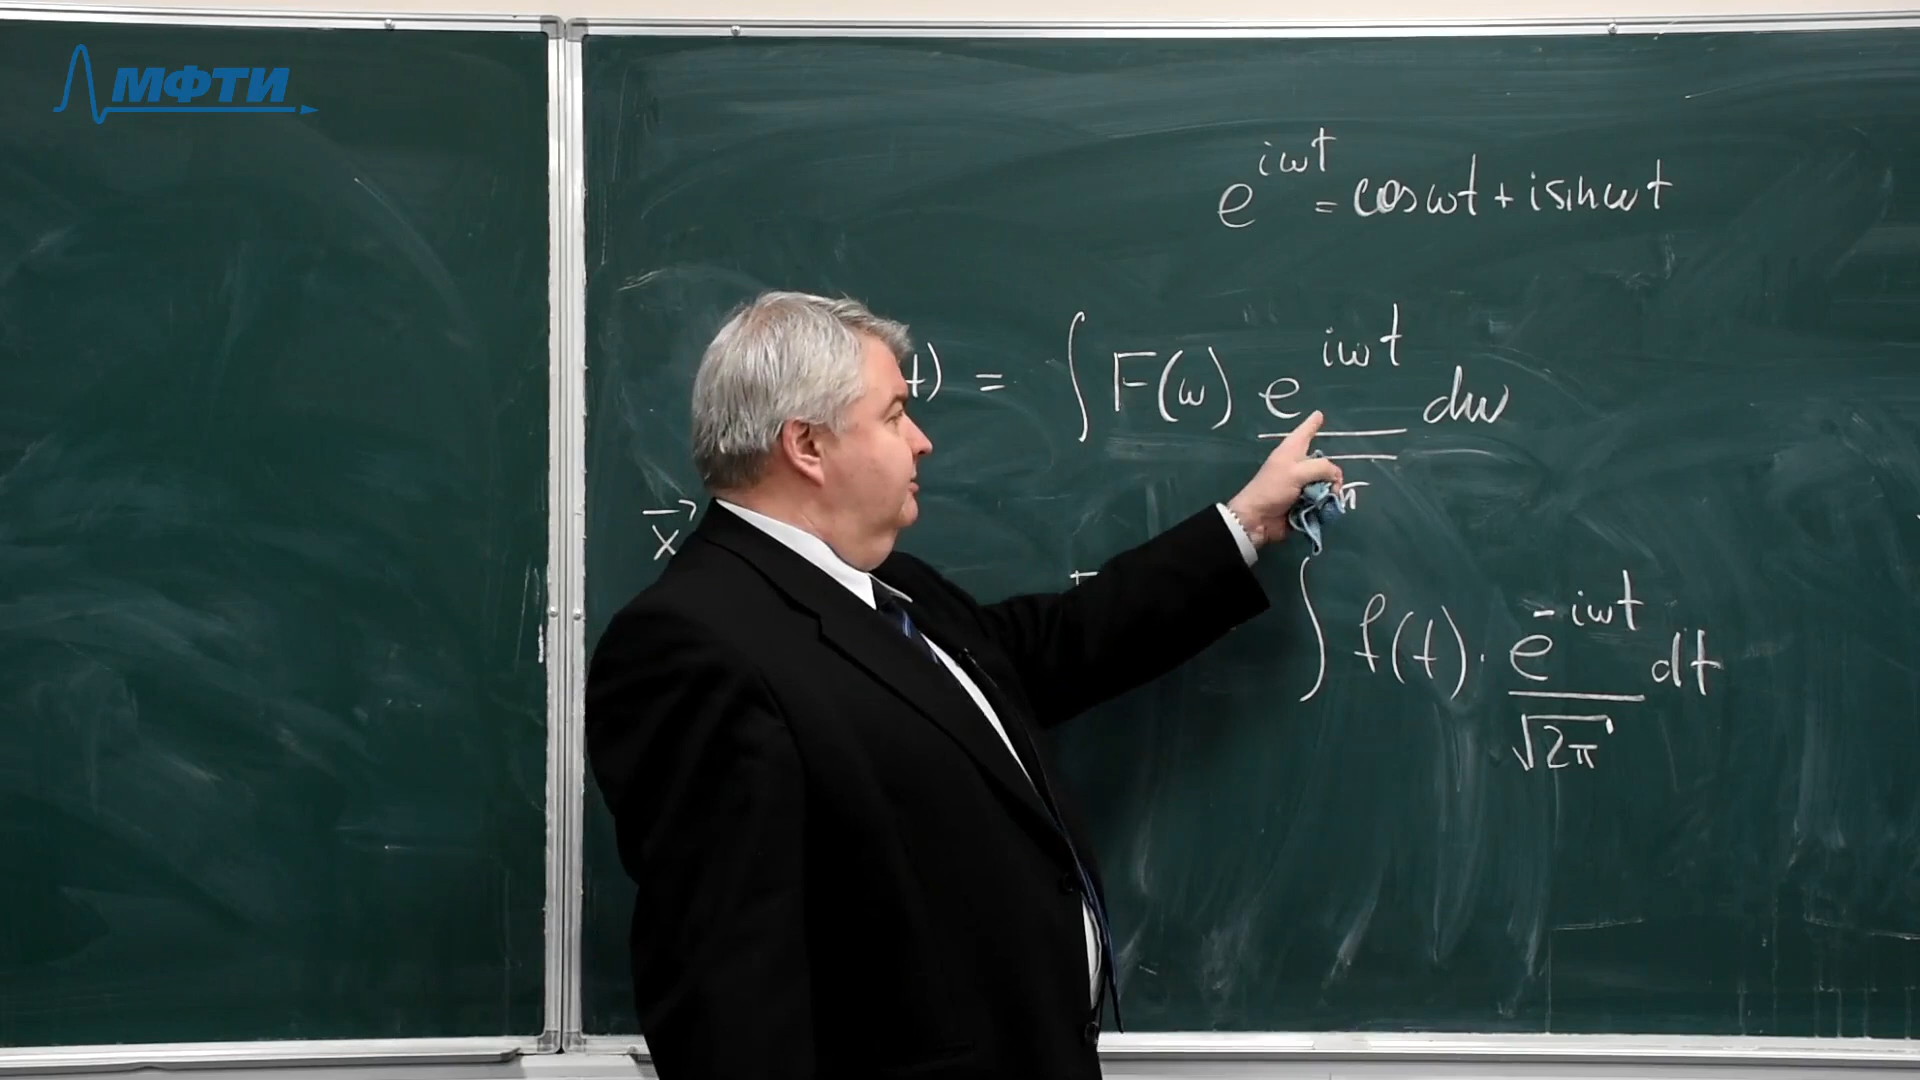 МФТИ
e^{iωt} = cos ωt + i sin ωt
t) = ∫ F(ω) e^{iωt} dω
π
x⃗
∫ f(t) · e^{-iωt} dt
√2π